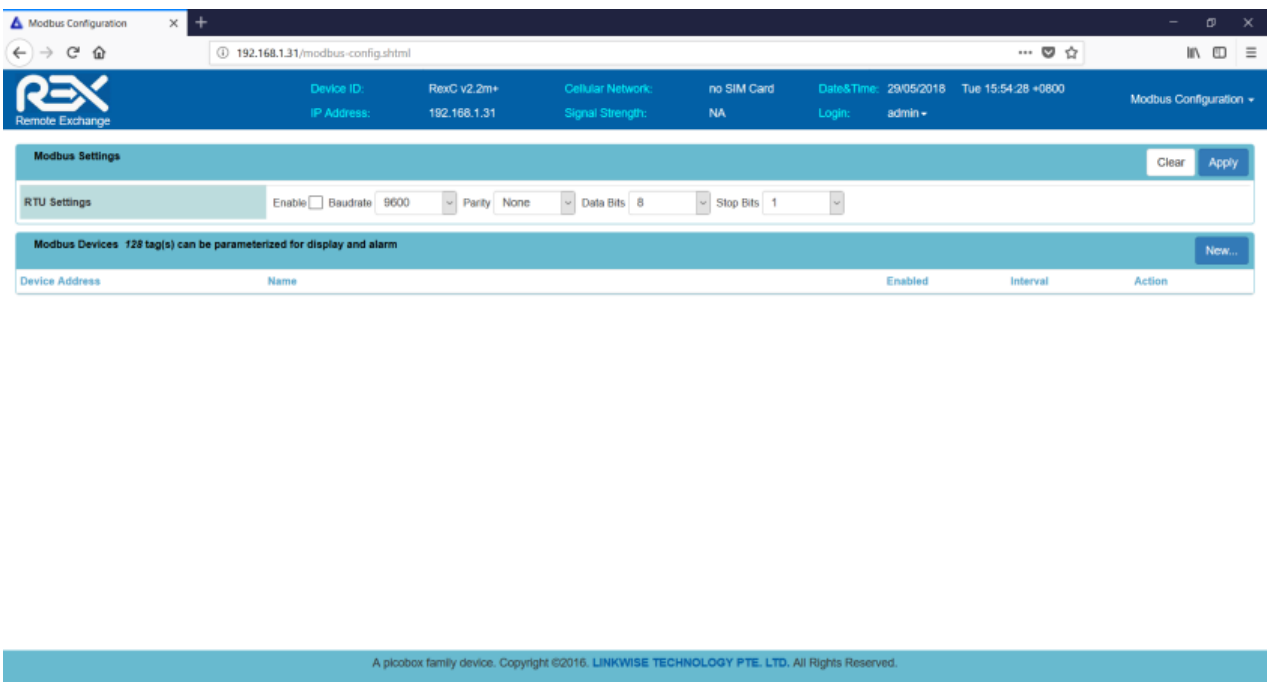 Modbus Configuration
192.168.1.31/modbus-config.shtml
REX
Remote Exchange
Device ID: RexC v2.2m+ Cellular Network: no SIM Card Date&Time: 29/05/2018 Tue 15:54:28 +0800
IP Address: 192.168.1.31 Signal Strength: NA Login: admin
Modbus Configuration
Modbus Settings Clear Apply
RTU Settings Enable Baudrate 9600 Parity None Data Bits 8 Stop Bits 1
Modbus Devices 128 tag(s) can be parameterized for display and alarm New...
Device Address Name Enabled Interval Action
A picobox family device. Copyright ©2016. LINKWISE TECHNOLOGY PTE. LTD. All Rights Reserved.